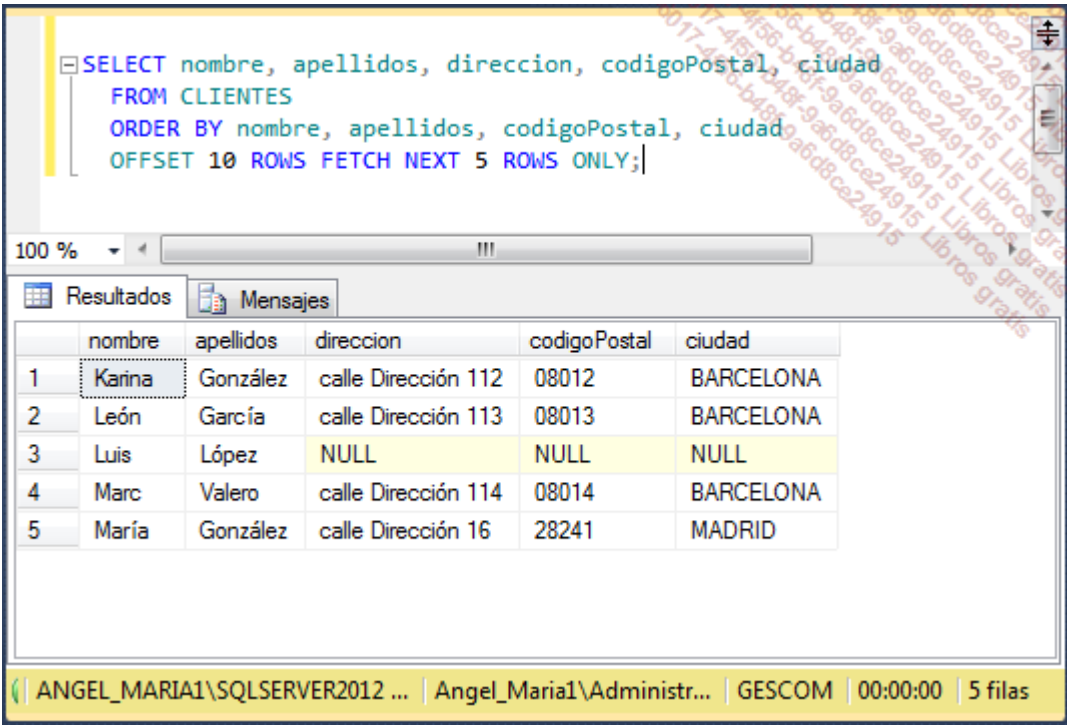 SELECT nombre, apellidos, direccion, codigoPostal, ciudad
FROM CLIENTES
ORDER BY nombre, apellidos, codigoPostal, ciudad
OFFSET 10 ROWS FETCH NEXT 5 ROWS ONLY;
100 %
Resultados Mensajes
nombre apellidos direccion codigoPostal ciudad
1 Karina González calle Dirección 112 08012 BARCELONA
2 León García calle Dirección 113 08013 BARCELONA
3 Luis López NULL NULL NULL
4 Marc Valero calle Dirección 114 08014 BARCELONA
5 María González calle Dirección 16 28241 MADRID
ANGEL_MARIA1\SQLSERVER2012 ... Angel_Maria1\Administr... GESCOM 00:00:00 5 filas
Libros gratis